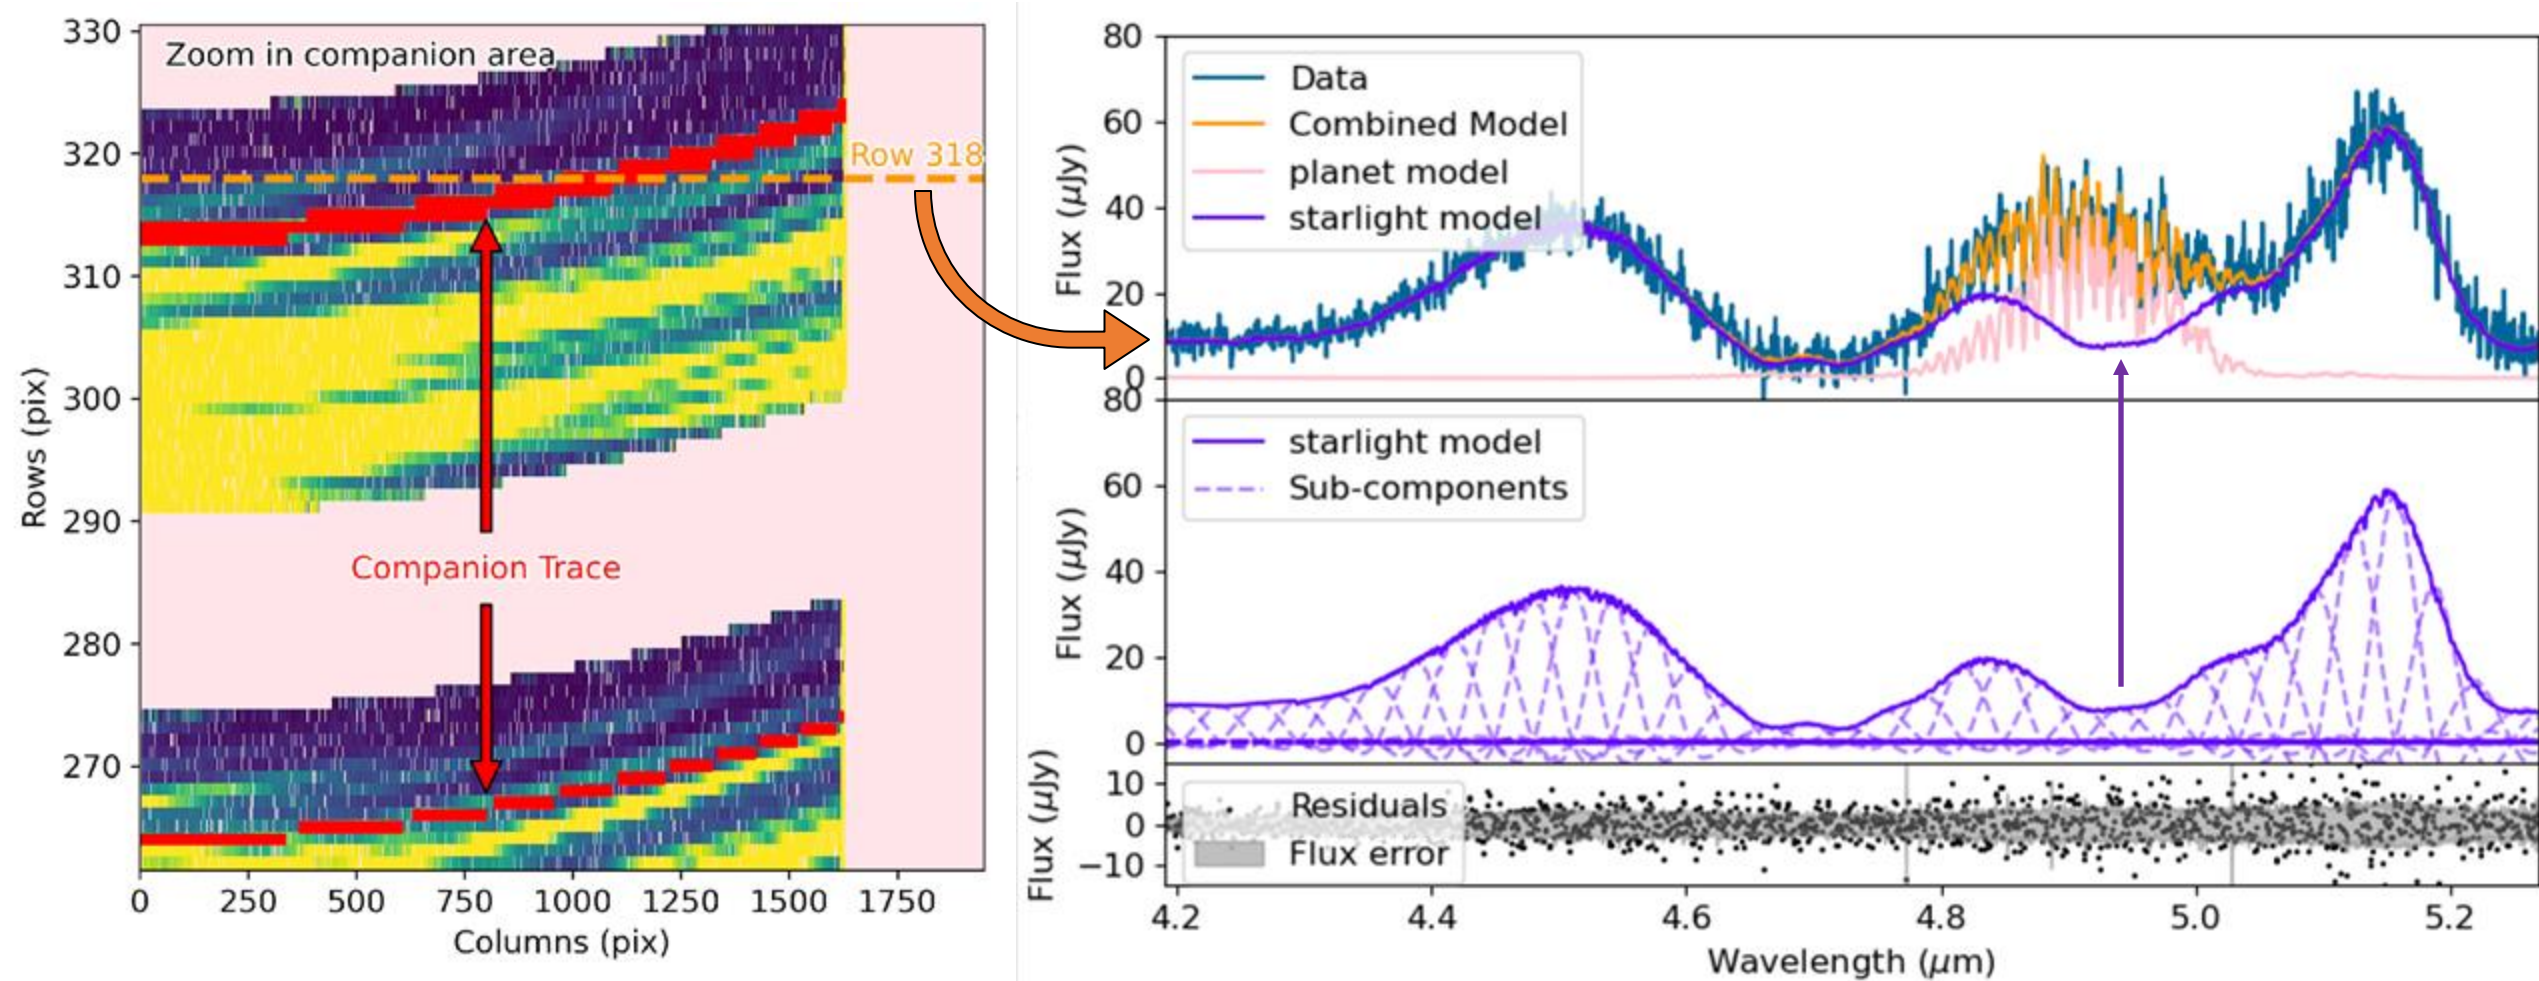 Zoom in companion area
Row 318
Companion Trace
330
320
310
300
290
280
270
Rows (pix)
0 250 500 750 1000 1250 1500 1750
Columns (pix)
80
60
40
20
0
Flux (μJy)
Data
Combined Model
planet model
starlight model
80
60
40
20
0
Flux (μJy)
starlight model
Sub-components
10
0
−10
Flux (μJy)
Residuals
Flux error
4.2 4.4 4.6 4.8 5.0 5.2
Wavelength (μm)